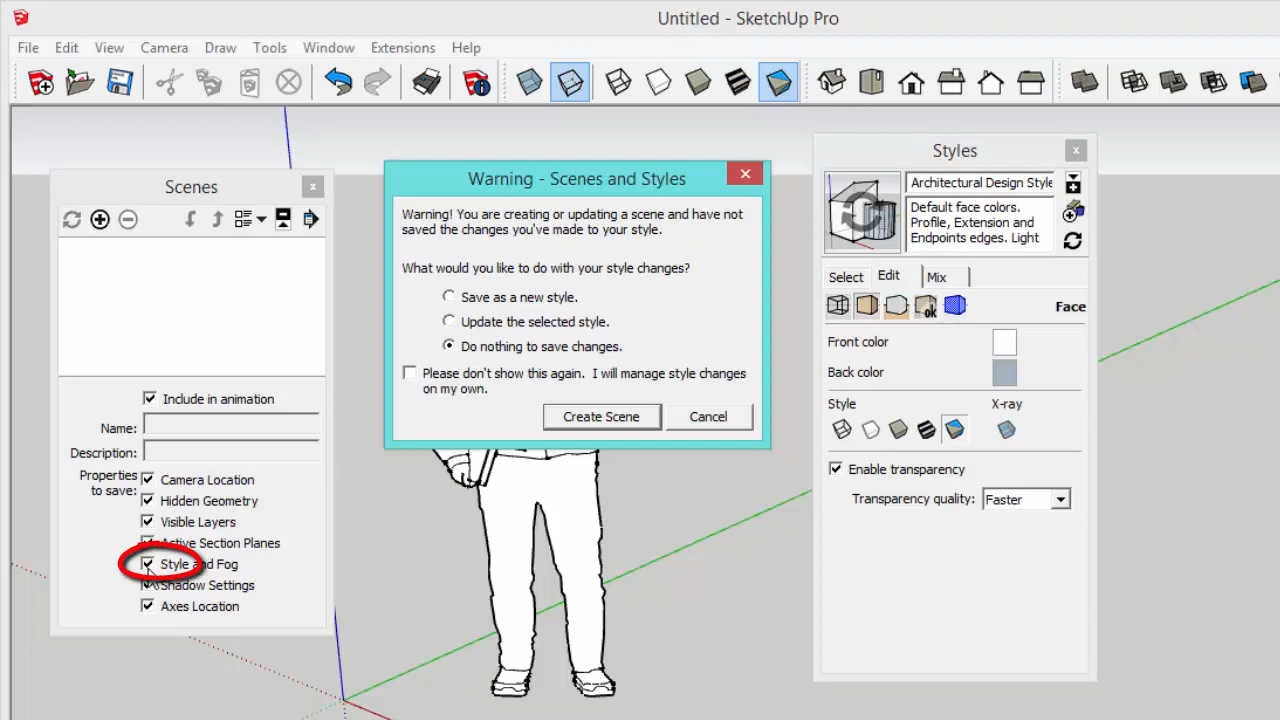 Untitled - SketchUp Pro
File Edit View Camera Draw Tools Window Extensions Help
Scenes
Include in animation
Name:
Description:
Properties
to save:
Camera Location
Hidden Geometry
Visible Layers
Active Section Planes
Style and Fog
Shadow Settings
Axes Location
Warning - Scenes and Styles
Warning! You are creating or updating a scene and have not
saved the changes you've made to your style.
What would you like to do with your style changes?
Save as a new style.
Update the selected style.
Do nothing to save changes.
Please don't show this again. I will manage style changes
on my own.
Create Scene Cancel
Styles
Architectural Design Style
Default face colors.
Profile, Extension and
Endpoints edges. Light
Select Edit Mix
ok
Face
Front color
Back color
Style X-ray
Enable transparency
Transparency quality: Faster